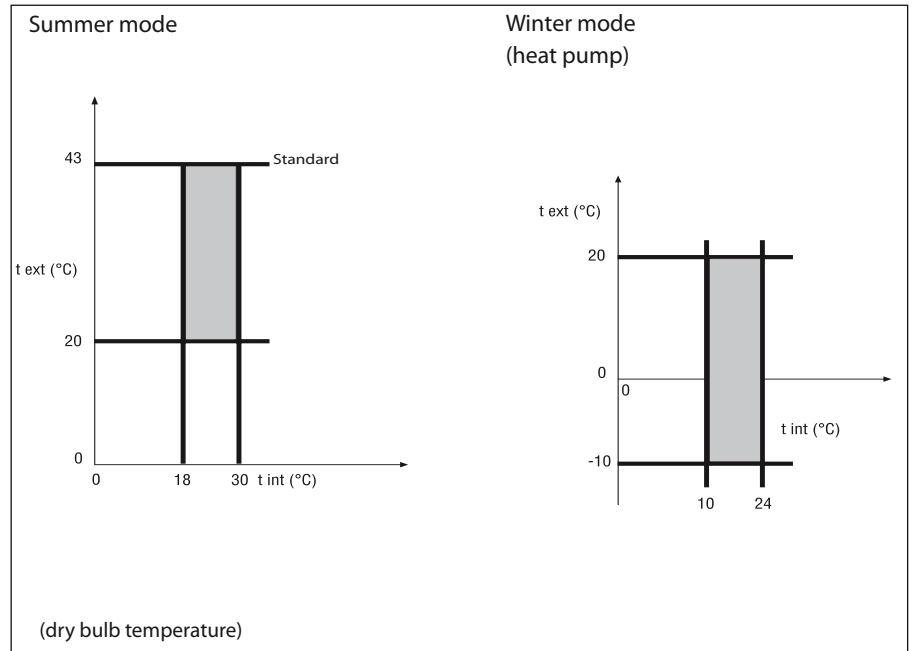 Summer mode
43
Standard
t ext (°C)
20
0
0
18
30
t int (°C)
Winter mode
(heat pump)
t ext (°C)
20
0
0
t int (°C)
-10
10
24
(dry bulb temperature)